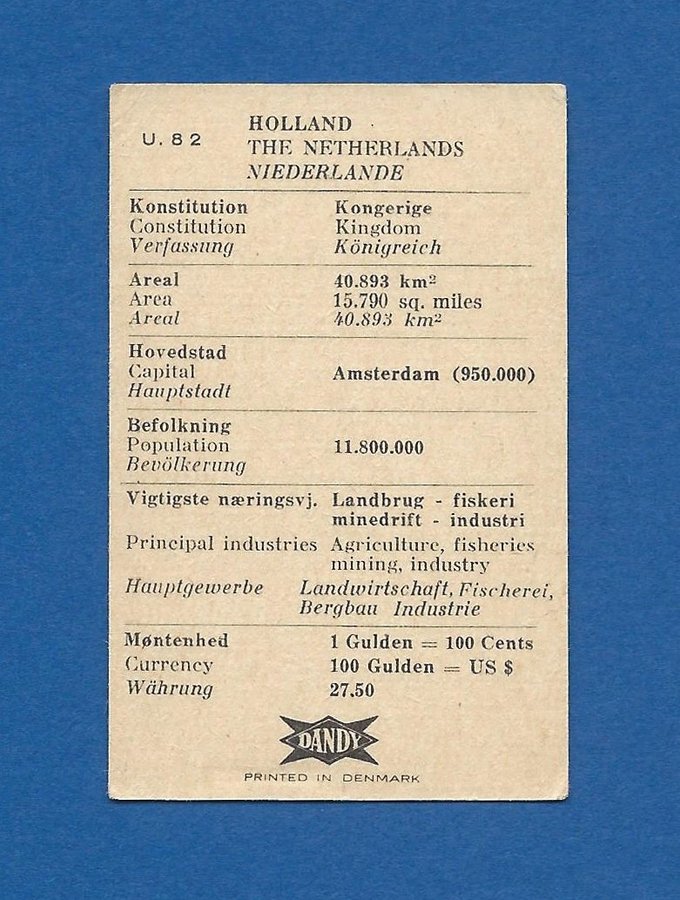 U. 82
HOLLAND
THE NETHERLANDS
NIEDERLANDE
Konstitution Kongerige
Constitution Kingdom
Verfassung Königreich
Areal 40.893 km²
Area 15.790 sq. miles
Areal 40.893 km²
Hovedstad
Capital Amsterdam (950.000)
Hauptstadt
Befolkning
Population 11.800.000
Bevölkerung
Vigtigste næringsvj. Landbrug - fiskeri
minedrift - industri
Principal industries Agriculture, fisheries
mining, industry
Hauptgewerbe Landwirtschaft, Fischerei,
Bergbau Industrie
Møntenhed 1 Gulden = 100 Cents
Currency 100 Gulden = US $
Währung 27.50
DANDY
PRINTED IN DENMARK